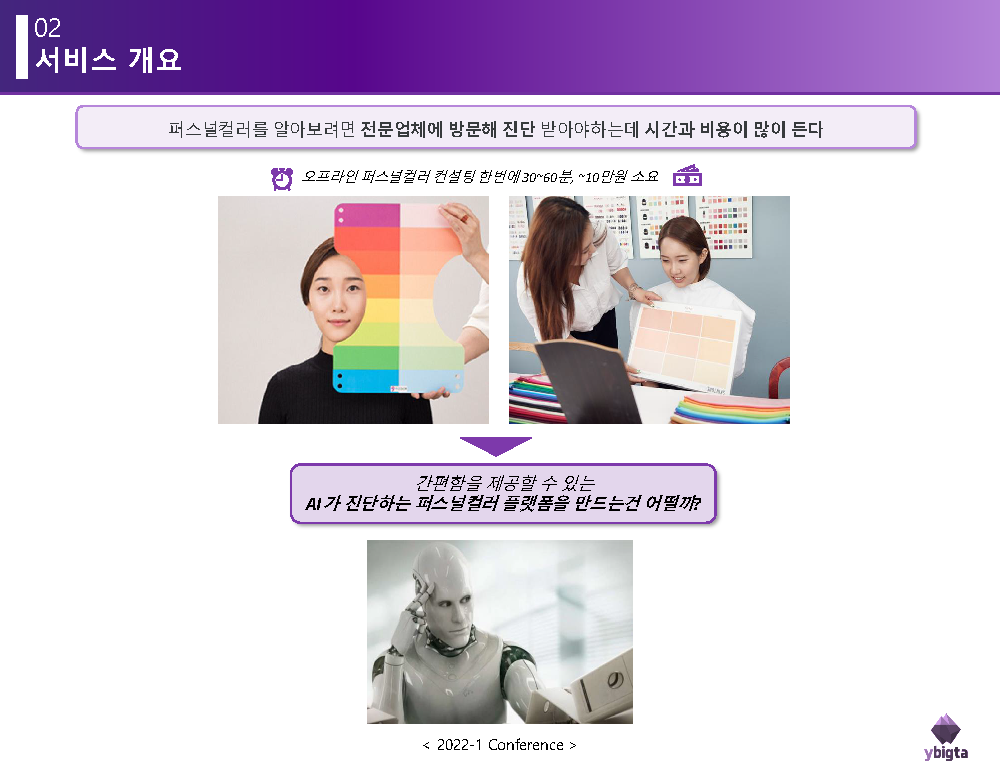 02
서비스 개요
퍼스널컬러를 알아보려면 전문업체에 방문해 진단 받아야하는데 시간과 비용이 많이 든다
오프라인 퍼스널컬러 컨설팅 한번에 30~60분, ~10만원 소요
간편함을 제공할 수 있는
AI가 진단하는 퍼스널컬러 플랫폼을 만드는건 어떨까?
< 2022-1 Conference >
ybigta